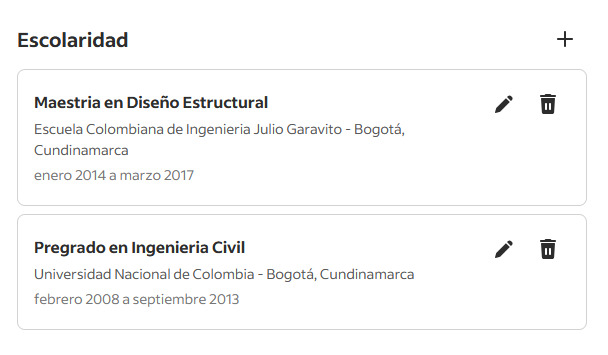 Escolaridad
Maestria en Diseño Estructural
Escuela Colombiana de Ingenieria Julio Garavito - Bogotá,
Cundinamarca
enero 2014 a marzo 2017
Pregrado en Ingenieria Civil
Universidad Nacional de Colombia - Bogotá, Cundinamarca
febrero 2008 a septiembre 2013